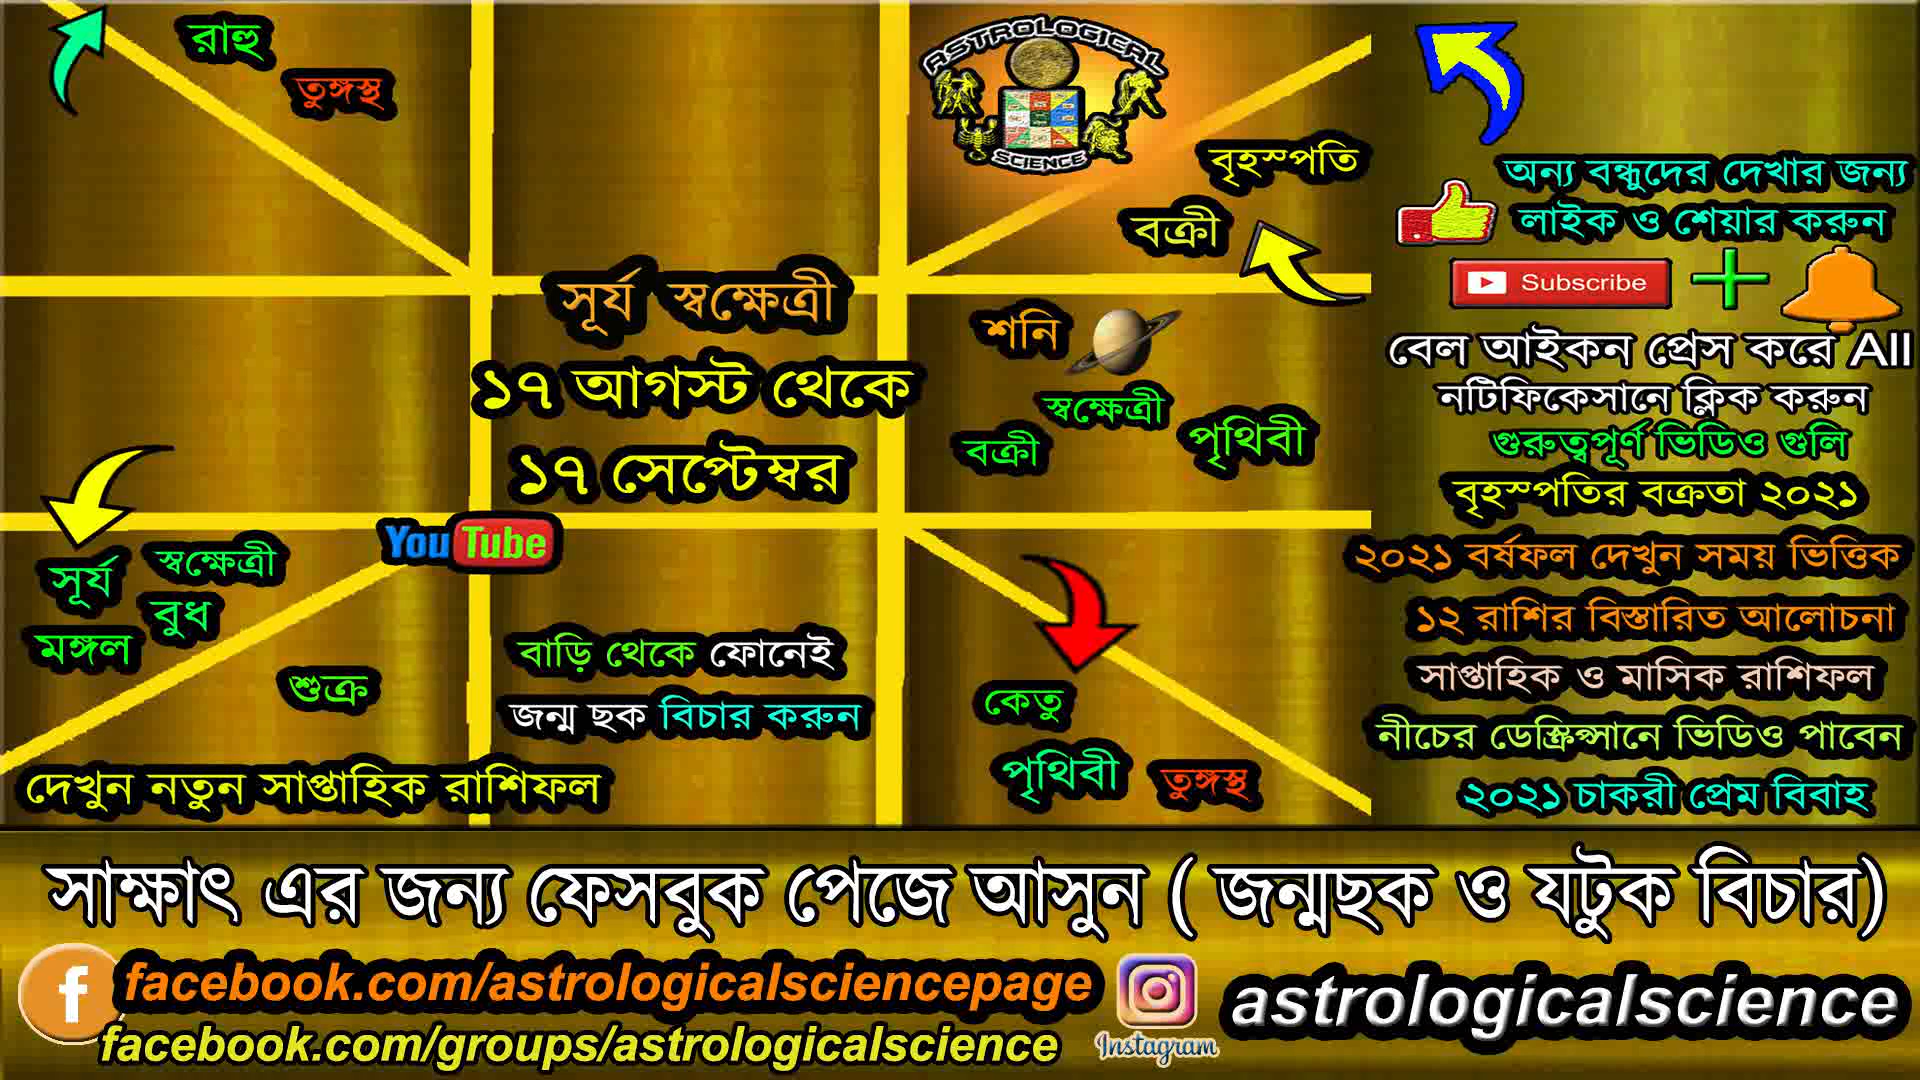 রাহু
তুঙ্গস্থ
ASTROLOGICAL
SCIENCE
বৃহস্পতি
বক্রী
সূর্য স্বক্ষেত্রী
১৭ আগস্ট থেকে
১৭ সেপ্টেম্বর
শনি
স্বক্ষেত্রী
বক্রী
পৃথিবী
সূর্য
স্বক্ষেত্রী
বুধ
মঙ্গল
শুক্র
YouTube
বাড়ি থেকে ফোনেই
জন্ম ছক বিচার করুন
কেতু
পৃথিবী
তুঙ্গস্থ
দেখুন নতুন সাপ্তাহিক রাশিফল
অন্য বন্ধুদের দেখার জন্য
লাইক ও শেয়ার করুন
Subscribe
বেল আইকন প্রেস করে All
নটিফিকেসানে ক্লিক করুন
গুরুত্বপূর্ণ ভিডিও গুলি
বৃহস্পতির বক্রতা ২০২১
২০২১ বর্ষফল দেখুন সময় ভিত্তিক
১২ রাশির বিস্তারিত আলোচনা
সাপ্তাহিক ও মাসিক রাশিফল
নীচের ডেস্ক্রিপ্সানে ভিডিও পাবেন
২০২১ চাকরী প্রেম বিবাহ
সাক্ষাৎ এর জন্য ফেসবুক পেজে আসুন ( জন্মছক ও যটুক বিচার)
facebook.com/astrologicalsciencepage
facebook.com/groups/astrologicalscience
Instagram
astrologicalscience